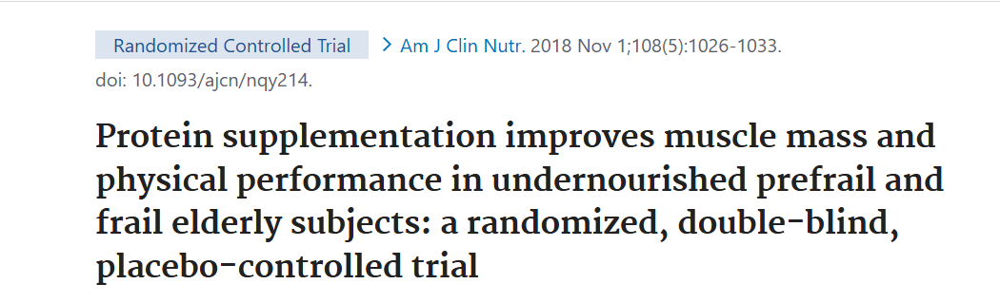 Randomized Controlled Trial > Am J Clin Nutr. 2018 Nov 1;108(5):1026-1033.
doi: 10.1093/ajcn/nqy214.
Protein supplementation improves muscle mass and
physical performance in undernourished prefrail and
frail elderly subjects: a randomized, double-blind,
placebo-controlled trial